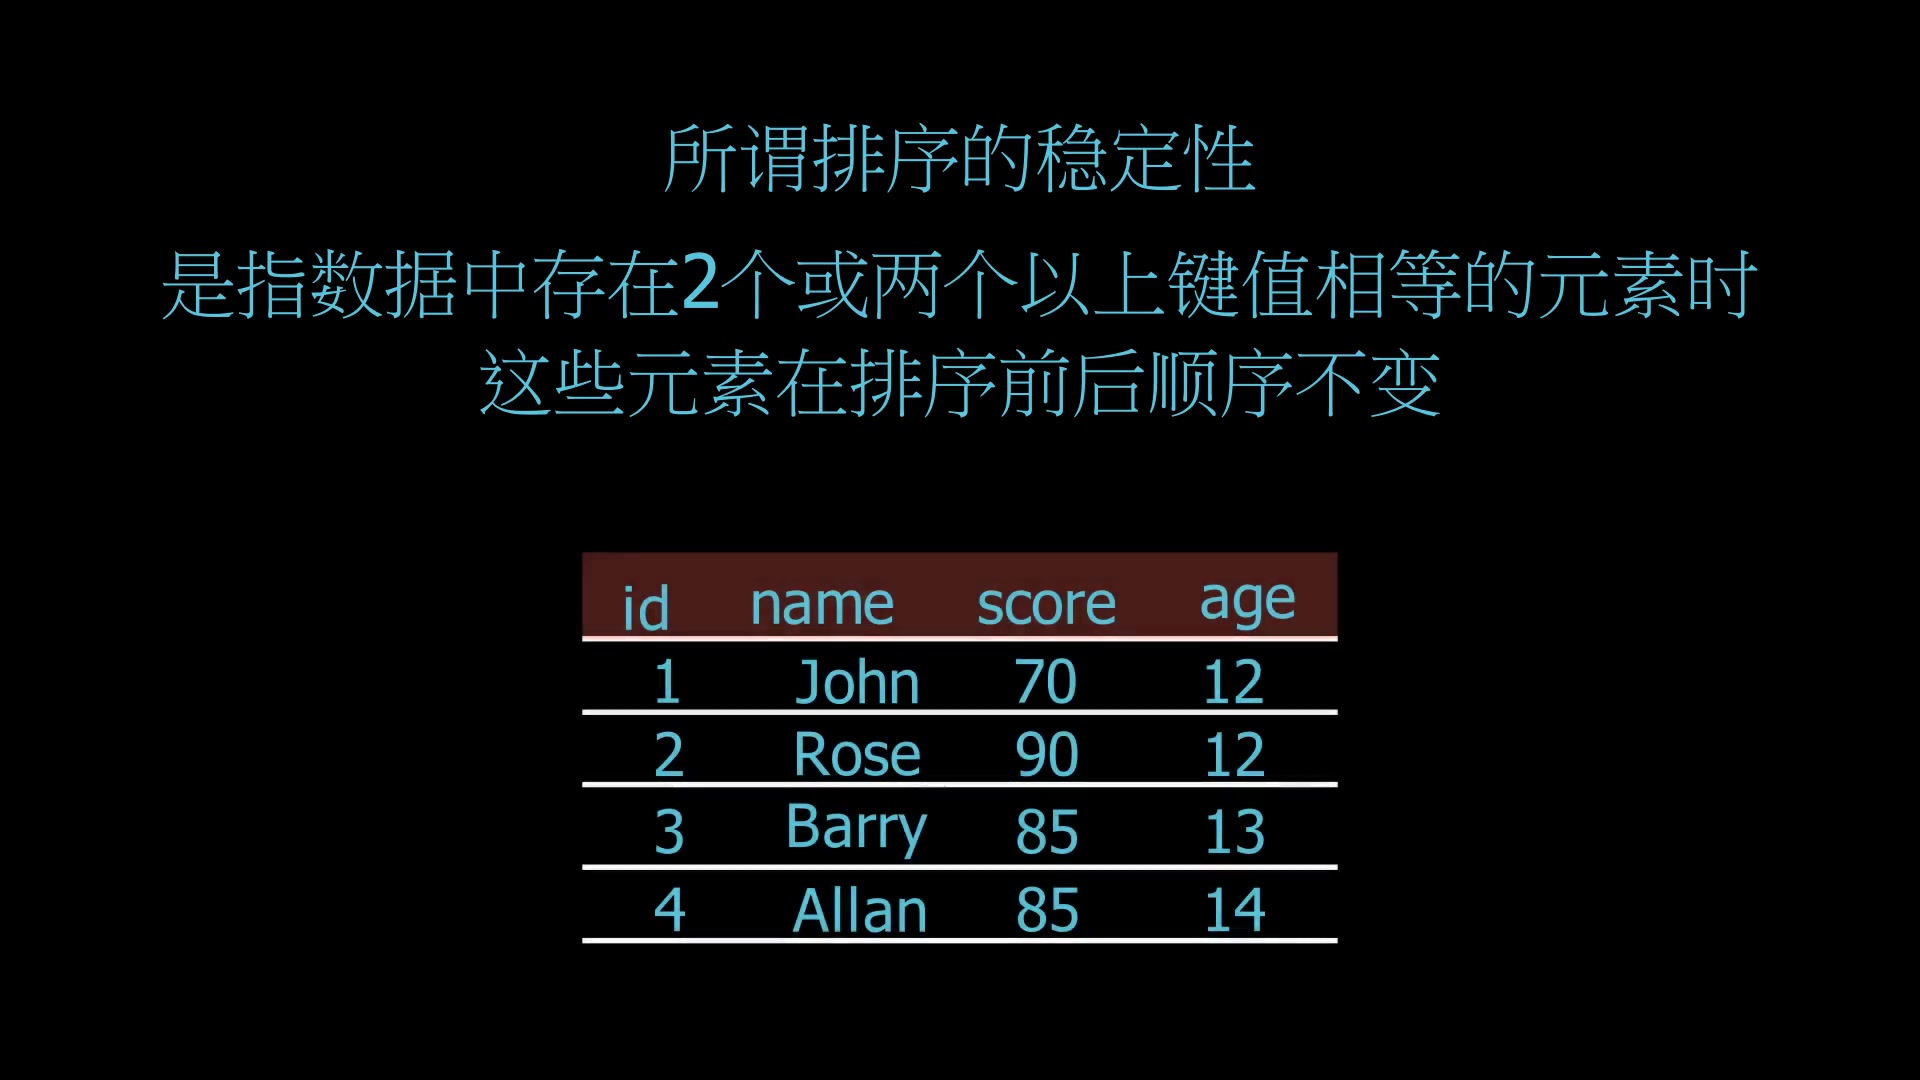 所谓排序的稳定性
是指数据中存在2个或两个以上键值相等的元素时
这些元素在排序前后顺序不变
id name score age
1 John 70 12
2 Rose 90 12
3 Barry 85 13
4 Allan 85 14